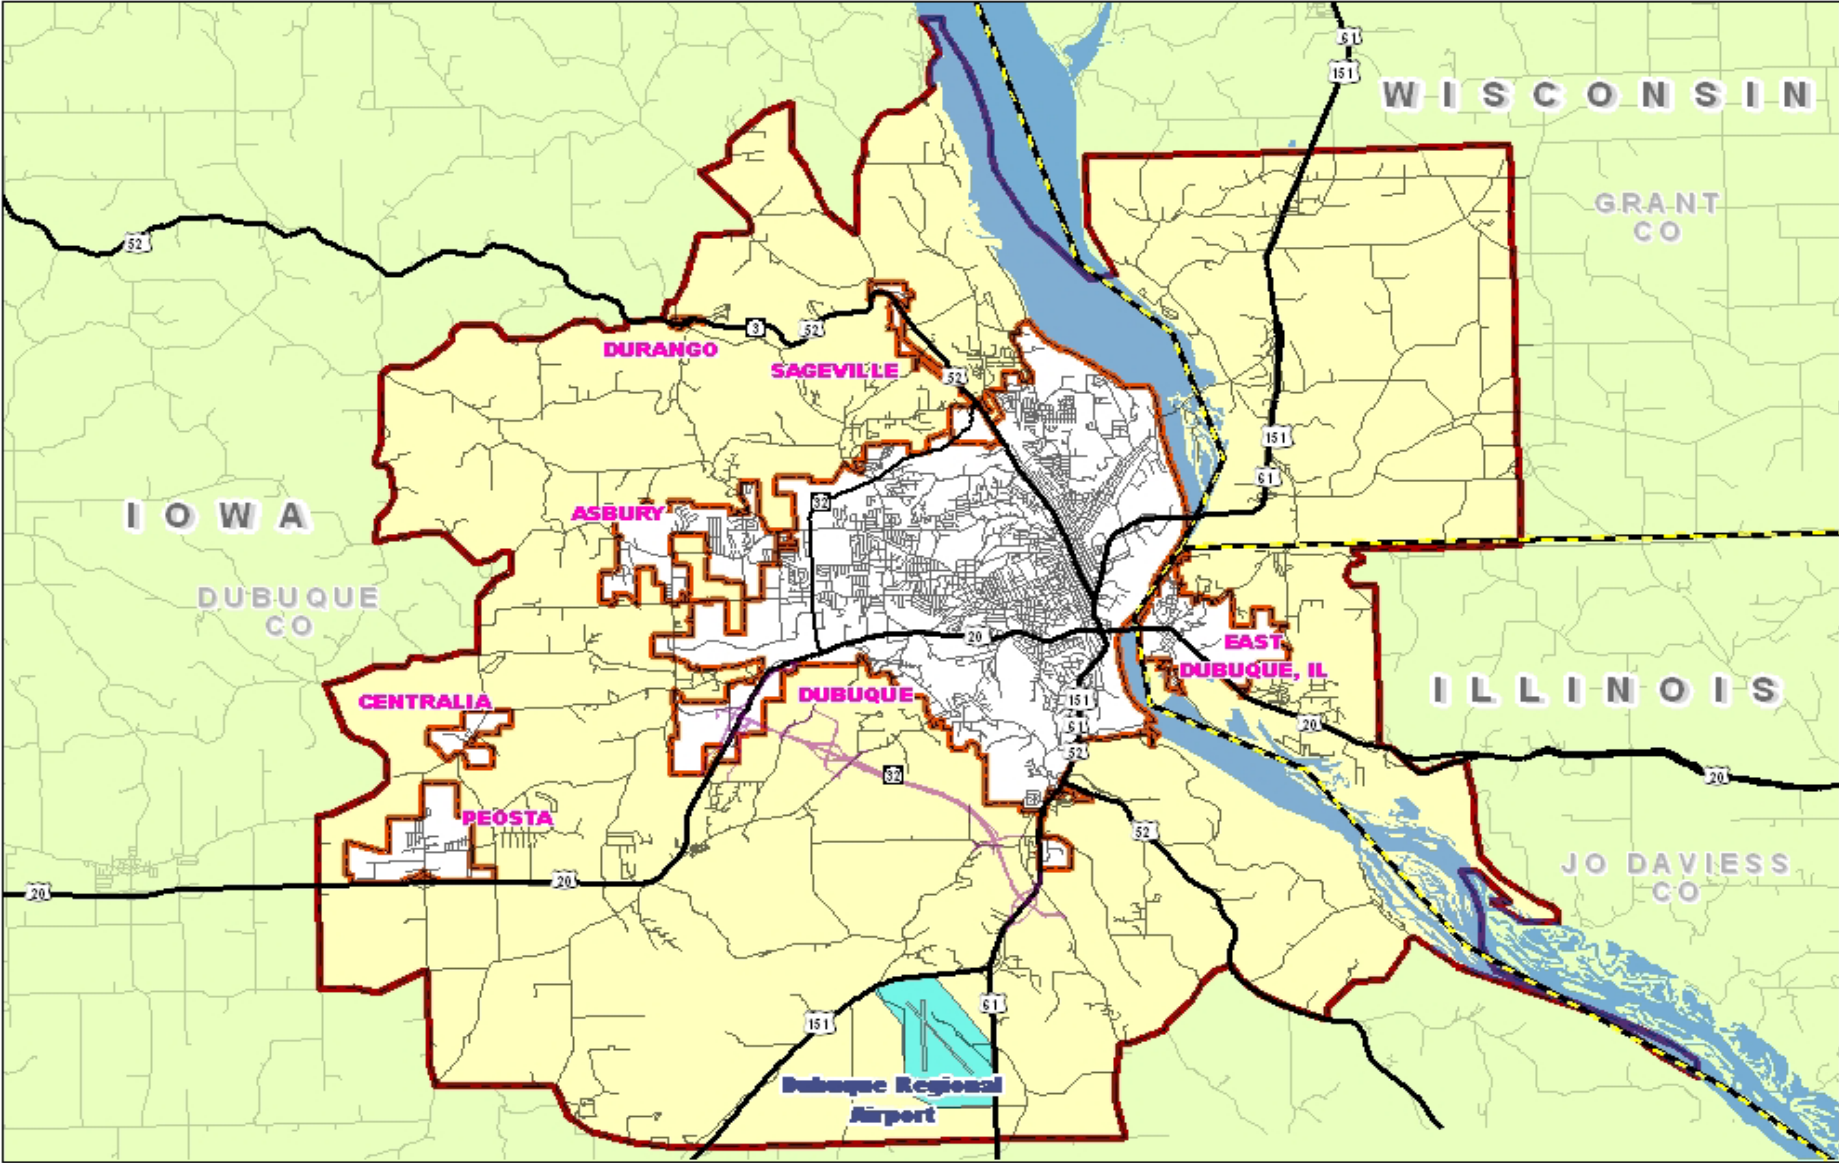 61
151
WISCONSIN
GRANT
CO
52
3
52
DURANGO
SAGEVILLE
52
151
61
32
IOWA
ASBURY
DUBUQUE
CO
20
EAST
DUBUQUE, IL
ILLINOIS
CENTRALIA
DUBUQUE
151
61
52
20
32
20
PEOSTA
52
JO DAVIESS
CO
20
20
151
61
Dubuque Regional
Airport